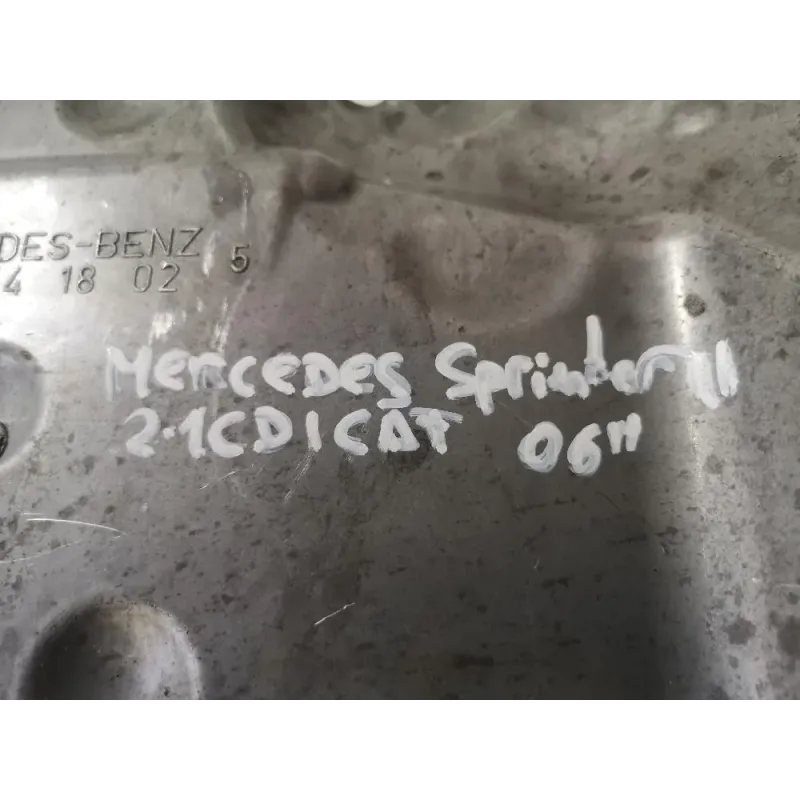 DES-BENZ 5
4 18 02
MERCEDES Sprinter II
2.1CDI CAT 06"